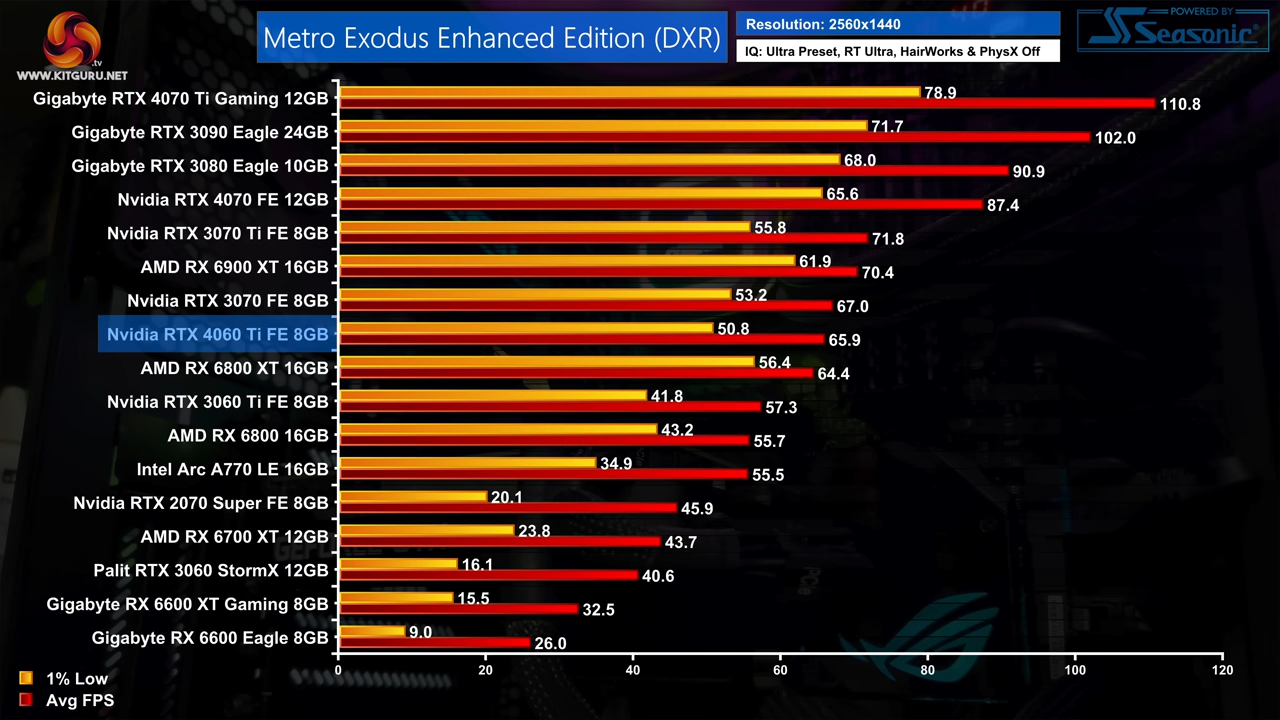 WWW.KITGURU.NET
.tv
Metro Exodus Enhanced Edition (DXR)
Resolution: 2560x1440
IQ: Ultra Preset, RT Ultra, HairWorks & PhysX Off
POWERED BY
Seasonic
Gigabyte RTX 4070 Ti Gaming 12GB 78.9 110.8
Gigabyte RTX 3090 Eagle 24GB 71.7 102.0
Gigabyte RTX 3080 Eagle 10GB 68.0 90.9
Nvidia RTX 4070 FE 12GB 65.6 87.4
Nvidia RTX 3070 Ti FE 8GB 55.8 71.8
AMD RX 6900 XT 16GB 61.9 70.4
Nvidia RTX 3070 FE 8GB 53.2 67.0
Nvidia RTX 4060 Ti FE 8GB 50.8 65.9
AMD RX 6800 XT 16GB 56.4 64.4
Nvidia RTX 3060 Ti FE 8GB 41.8 57.3
AMD RX 6800 16GB 43.2 55.7
Intel Arc A770 LE 16GB 34.9 55.5
Nvidia RTX 2070 Super FE 8GB 20.1 45.9
AMD RX 6700 XT 12GB 23.8 43.7
Palit RTX 3060 StormX 12GB 16.1 40.6
Gigabyte RX 6600 XT Gaming 8GB 15.5 32.5
Gigabyte RX 6600 Eagle 8GB 9.0 26.0
0 20 40 60 80 100 120
1% Low
Avg FPS